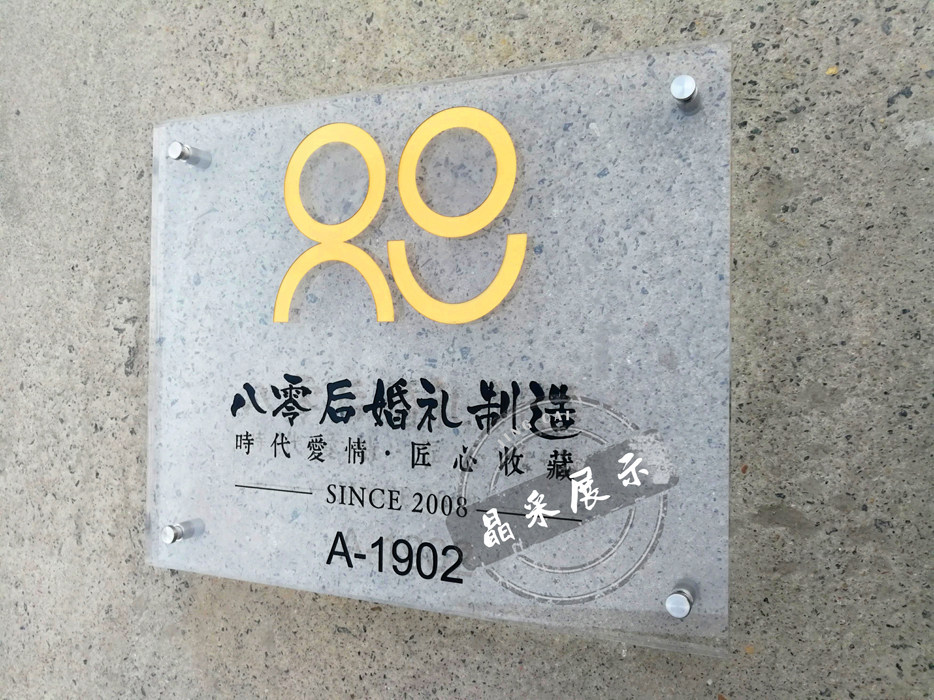 八零后婚礼制造
時代愛情·匠心收藏
SINCE 2008
A-1902
晶采展示